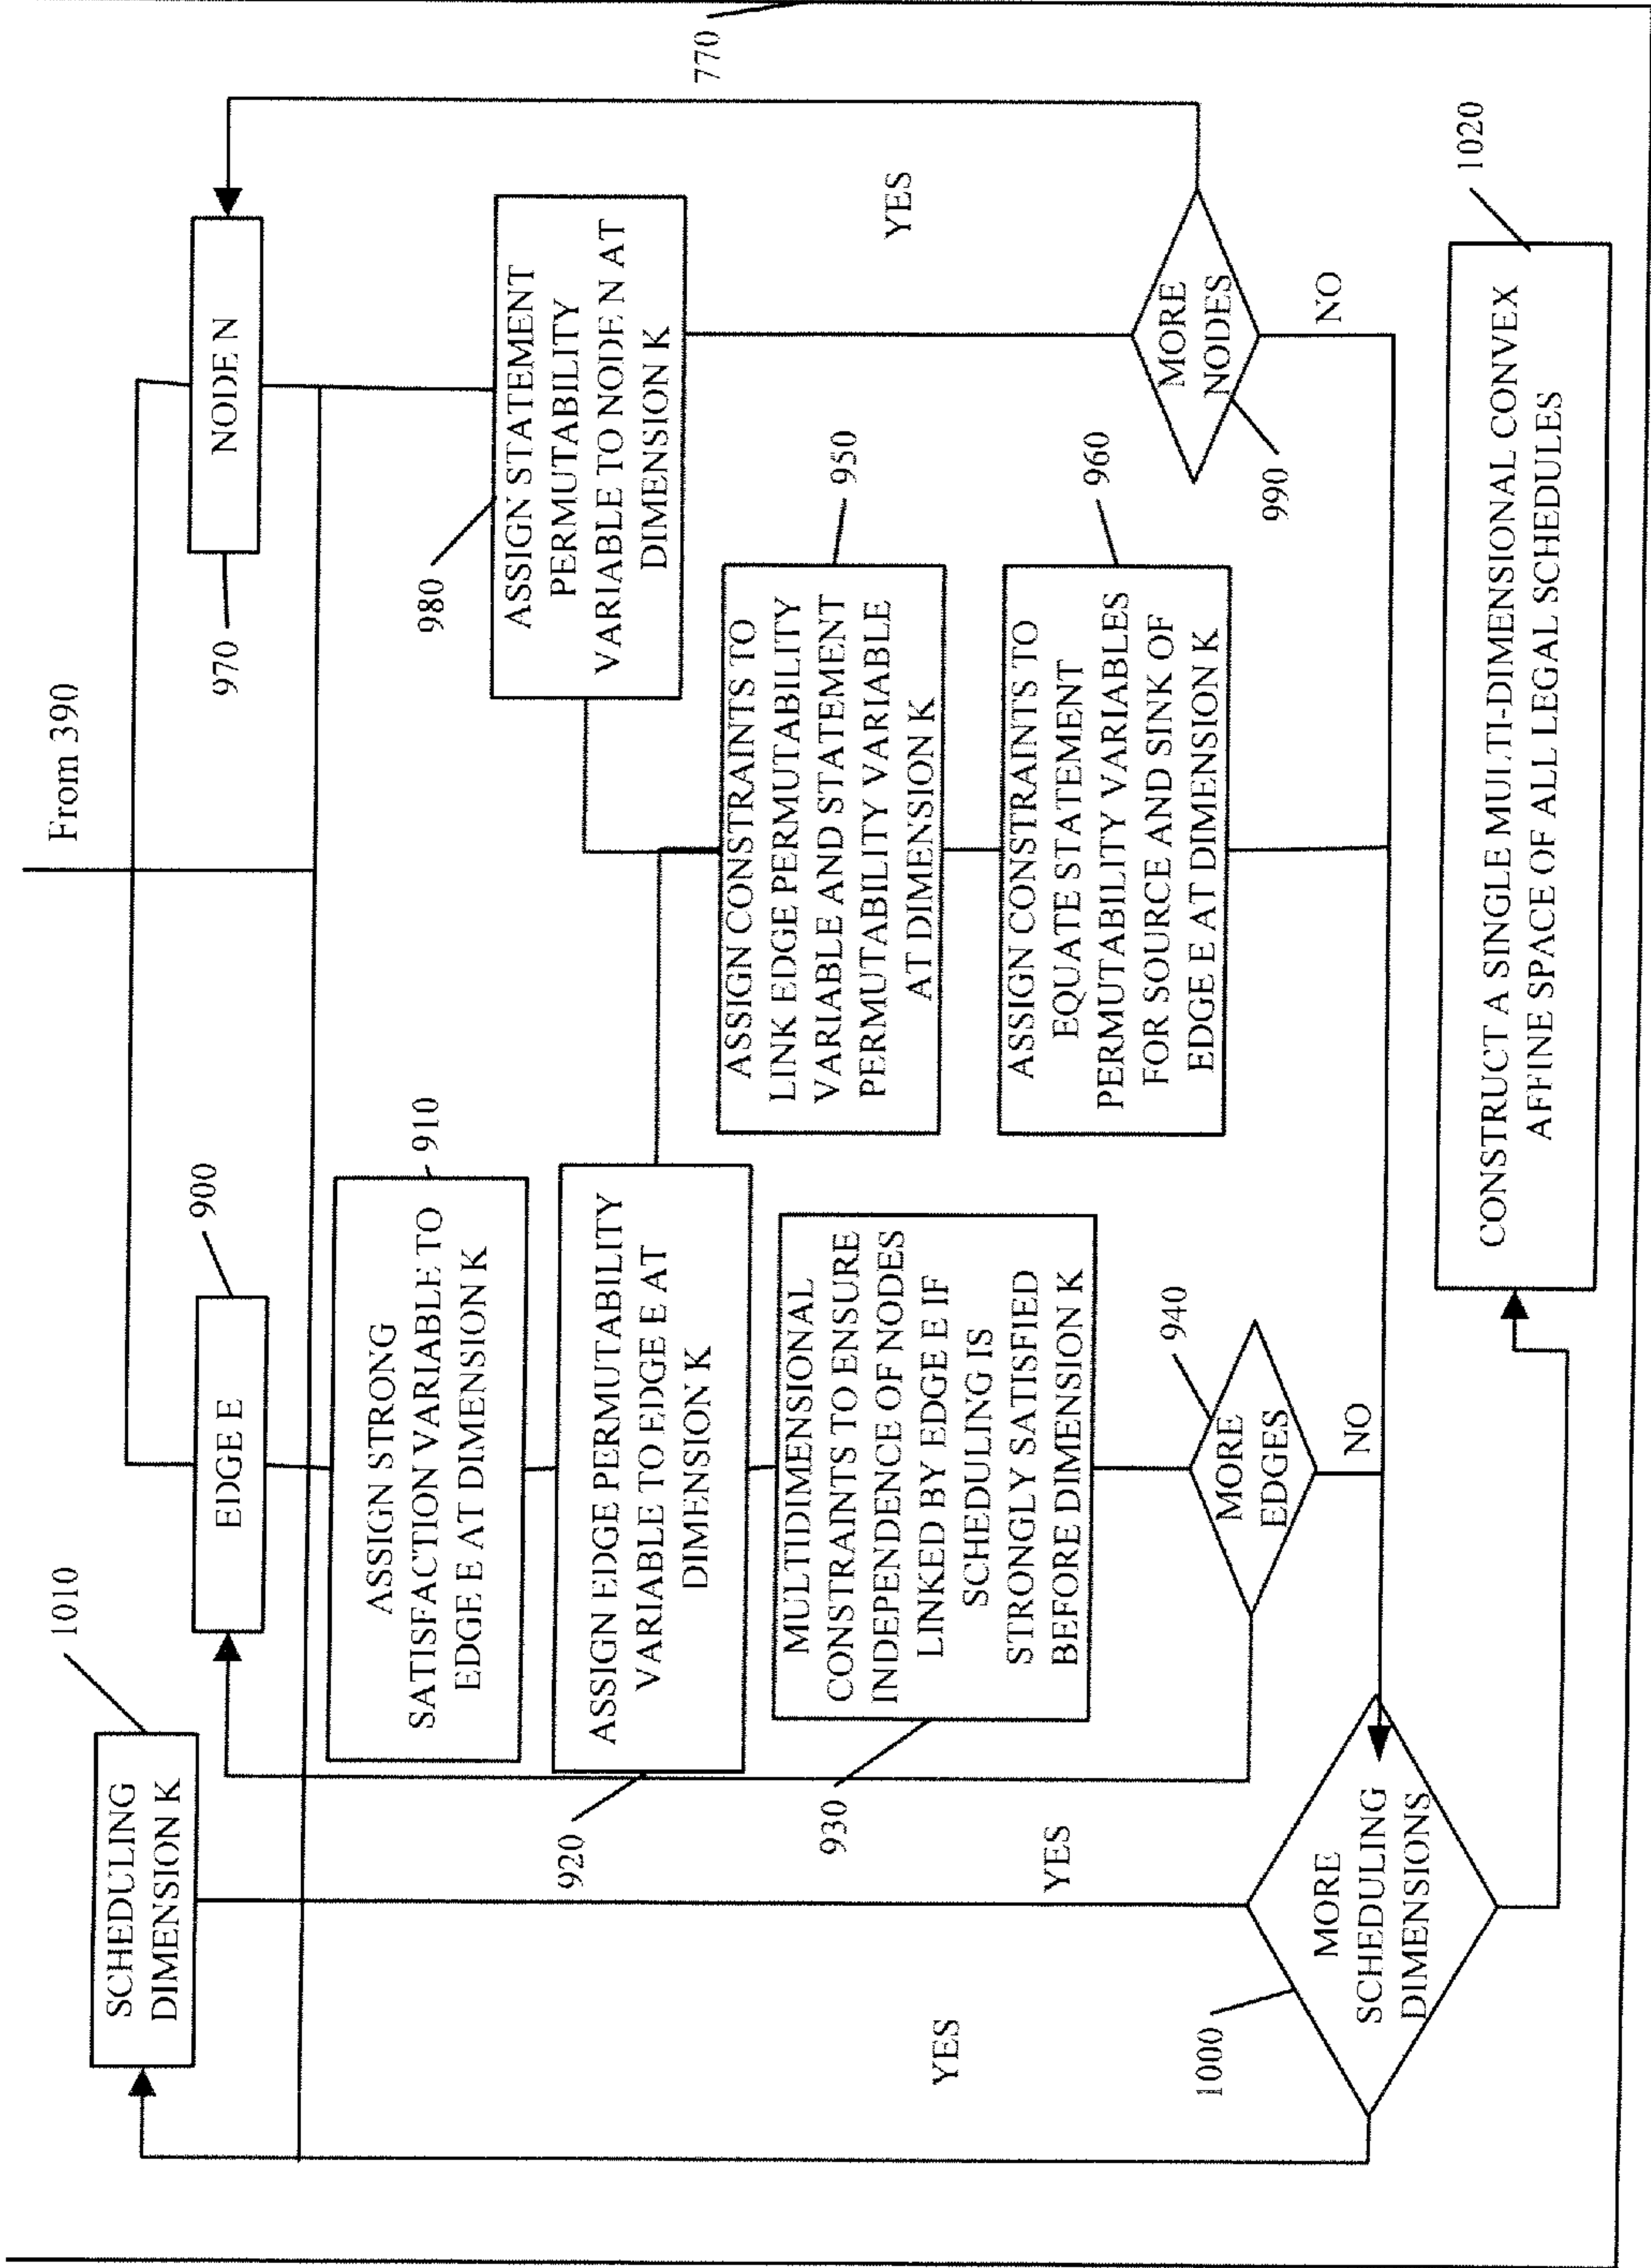 From 390
770
1010
SCHEDULING
DIMENSION K
900
EDGE E
970
NODE N
910
ASSIGN STRONG
SATISFACTION VARIABLE TO
EDGE E AT DIMENSION K
920
ASSIGN EDGE PERMUTABILITY
VARIABLE TO EDGE E AT
DIMENSION K
930
MULTIDIMENSIONAL
CONSTRAINTS TO ENSURE
INDEPENDENCE OF NODES
LINKED BY EDGE E IF
SCHEDULING IS
STRONGLY SATISFIED
BEFORE DIMENSION K
940
MORE
EDGES
NO
YES
980
ASSIGN STATEMENT
PERMUTABILITY
VARIABLE TO NODE N AT
DIMENSION K
950
ASSIGN CONSTRAINTS TO
LINK EDGE PERMUTABILITY
VARIABLE AND STATEMENT
PERMUTABILITY VARIABLE
AT DIMENSION K
960
ASSIGN CONSTRAINTS TO
EQUATE STATEMENT
PERMUTABILITY VARIABLES
FOR SOURCE AND SINK OF
EDGE E AT DIMENSION K
YES
990
MORE
NODES
NO
YES
1000
MORE
SCHEDULING
DIMENSIONS
1020
CONSTRUCT A SINGLE MULTI-DIMENSIONAL CONVEX
AFFINE SPACE OF ALL LEGAL SCHEDULES